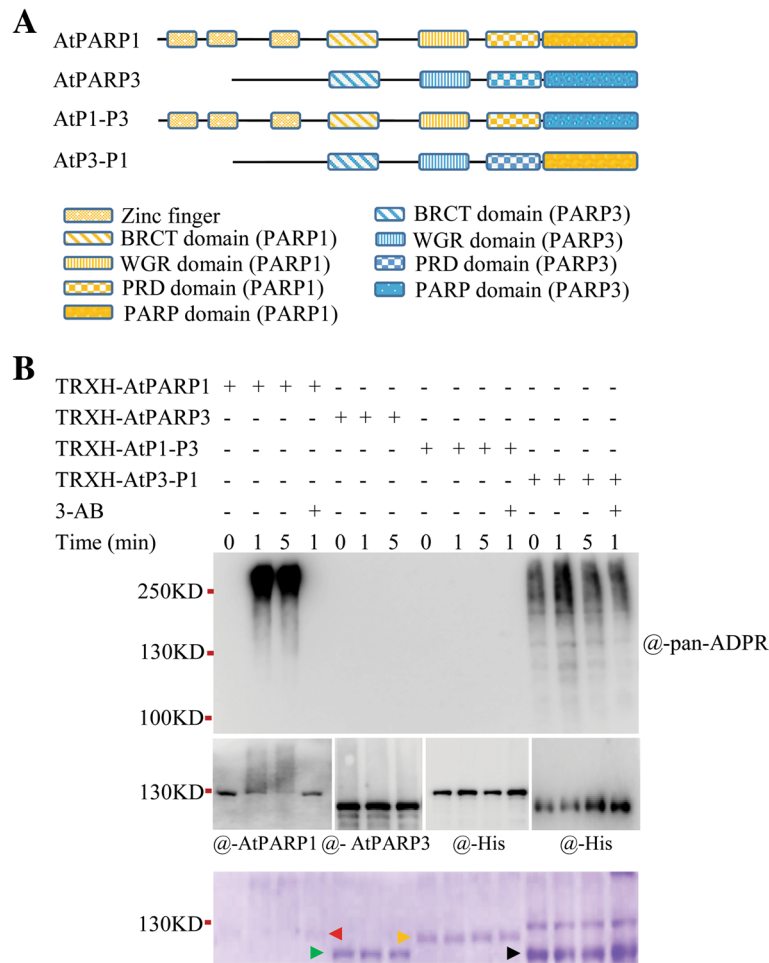 A
AtPARP1
AtPARP3
AtP1-P3
AtP3-P1
Zinc finger
BRCT domain (PARP1)
WGR domain (PARP1)
PRD domain (PARP1)
PARP domain (PARP1)
BRCT domain (PARP3)
WGR domain (PARP3)
PRD domain (PARP3)
PARP domain (PARP3)
B
TRXH-AtPARP1 + + + + - - - - - - - - - - -
TRXH-AtPARP3 - - - - + + + - - - - - - - -
TRXH-AtP1-P3 - - - - - - - + + + + - - - -
TRXH-AtP3-P1 - - - - - - - - - - - + + + +
3-AB - - - + - - - - - - + - - - +
Time (min) 0 1 5 1 0 1 5 0 1 5 1 0 1 5 1
250KD
130KD
@-pan-ADPR
100KD
130KD
@-AtPARP1 @- AtPARP3 @-His @-His
130KD